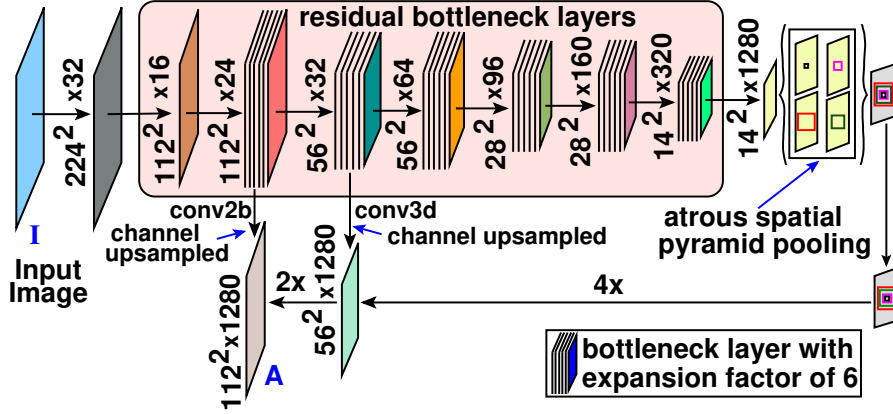 residual bottleneck layers
224² x32
112² x16
112² x24
56² x32
56² x64
28² x96
28² x160
14² x320
14² x1280
I
Input
Image
conv2b
channel
upsampled
conv3d
channel upsampled
atrous spatial
pyramid pooling
112² x1280
2x
56² x1280
4x
A
bottleneck layer with
expansion factor of 6